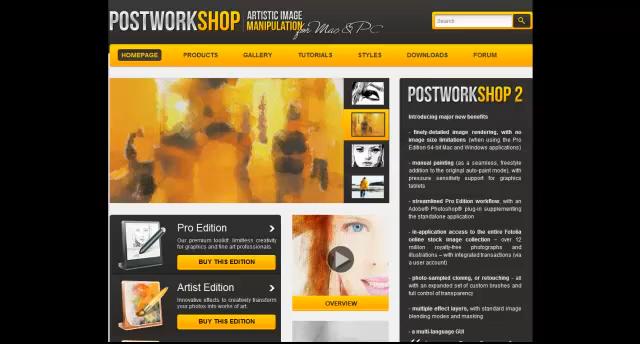 POSTWORKSHOP
ARTISTIC IMAGE
MANIPULATION
for Mac & PC
Search
HOMEPAGE PRODUCTS GALLERY TUTORIALS STYLES DOWNLOADS FORUM
POSTWORKSHOP 2
Introducing major new benefits
- finely-detailed image rendering, with no
image size limitations (when using the Pro
Edition 64-bit Mac and Windows applications)
- manual painting (as a seamless, freestyle
addition to the original auto-paint mode), with
pressure sensitivity support for graphics
tablets
- streamlined Pro Edition workflow, with an
Adobe® Photoshop® plug-in supplementing
the standalone application
- in-application access to the entire Fotolia
online stock image collection – over 12
million royalty-free photographs and
illustrations – with integrated transactions (via
a user account)
- photo-sampled cloning, or retouching - all
with an expanded set of custom brushes and
full control of transparency
- multiple effect layers, with standard image
blending modes and masking
- a multi-language GUI
Pro Edition
Our premium toolkit: limitless creativity
for graphics and fine art professionals.
BUY THIS EDITION
Artist Edition
Innovative effects to creatively transform
your photos into works of art.
BUY THIS EDITION
OVERVIEW